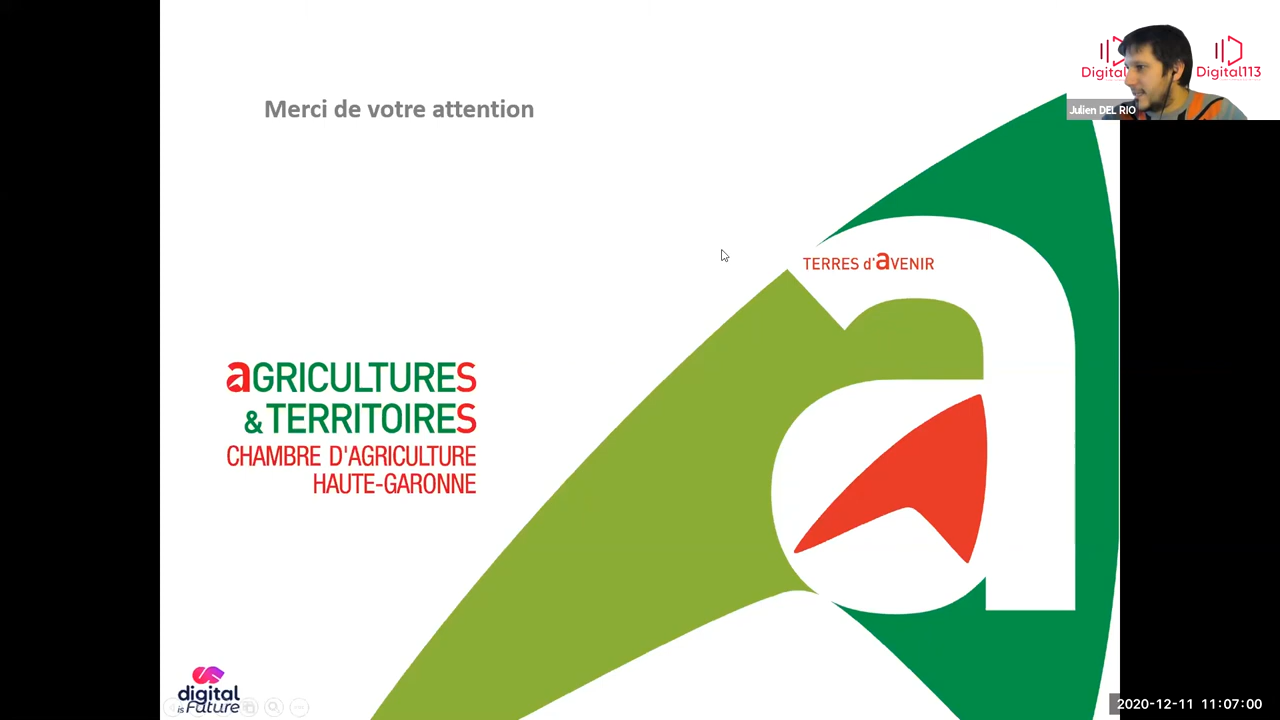 Merci de votre attention
Digital
Digital113
Julien DEL RIO
TERRES d'aVENIR
aGRICULTURES
& TERRITOIRES
CHAMBRE D'AGRICULTURE
HAUTE-GARONNE
digital
is Future
2020-12-11 11:07:00